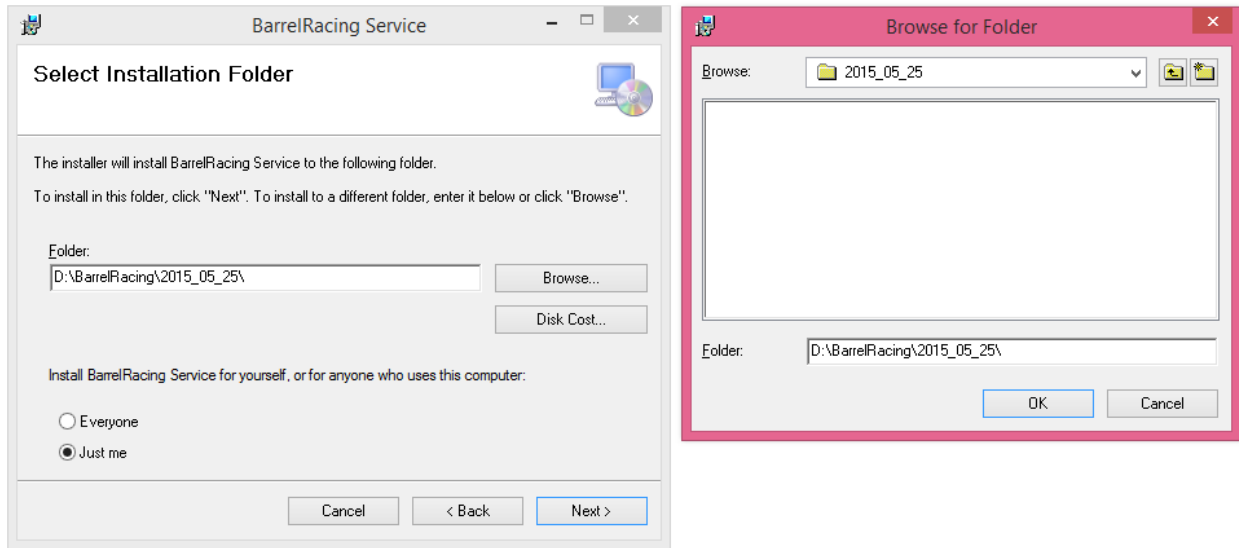 BarrelRacing Service
Select Installation Folder
The installer will install BarrelRacing Service to the following folder.
To install in this folder, click "Next". To install to a different folder, enter it below or click "Browse".
Folder:
D:\BarrelRacing\2015_05_25\
Browse...
Disk Cost...
Install BarrelRacing Service for yourself, or for anyone who uses this computer:
Everyone
Just me
Cancel
< Back
Next >
Browse for Folder
Browse:
2015_05_25
Folder:
D:\BarrelRacing\2015_05_25\
OK
Cancel